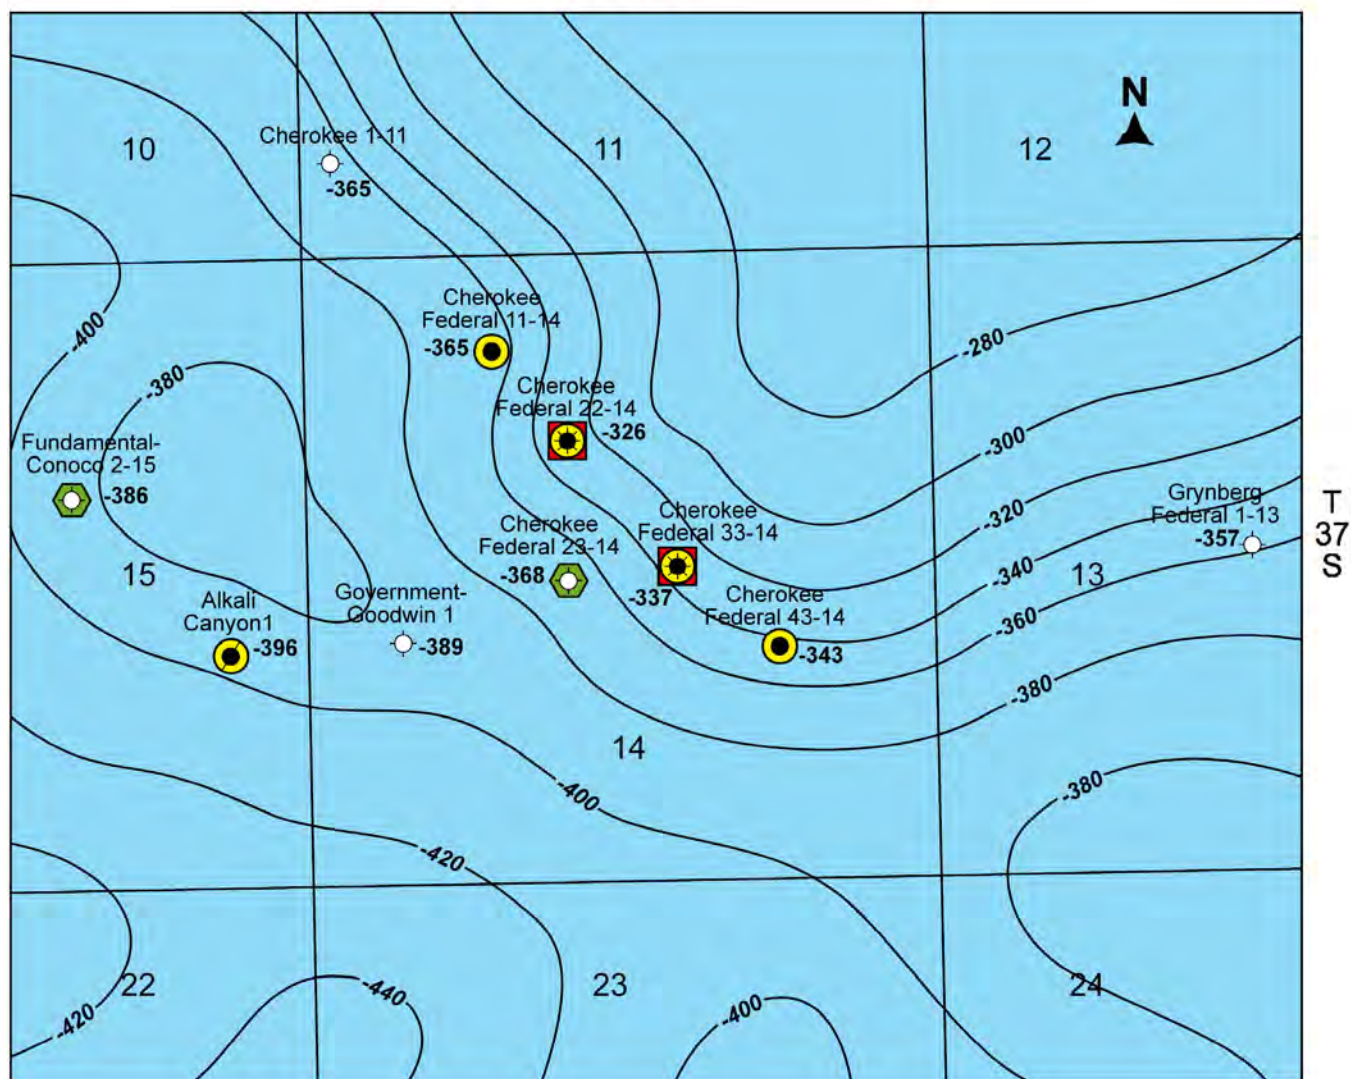 N
10
Cherokee 1-11
-365
11
12
Cherokee
Federal 11-14
-365
-400
-380
-280
Cherokee
Federal 22-14
-326
-300
Fundamental-
Conoco 2-15
-386
Grynberg
Federal 1-13
-357
T
37
S
-320
Cherokee
Federal 33-14
-337
Cherokee
Federal 23-14
-368
15
-340
13
Alkali
Canyon1
-396
Government-
Goodwin 1
-389
Cherokee
Federal 43-14
-343
-360
-380
14
-400
-380
-420
22
-420
-440
23
-400
24